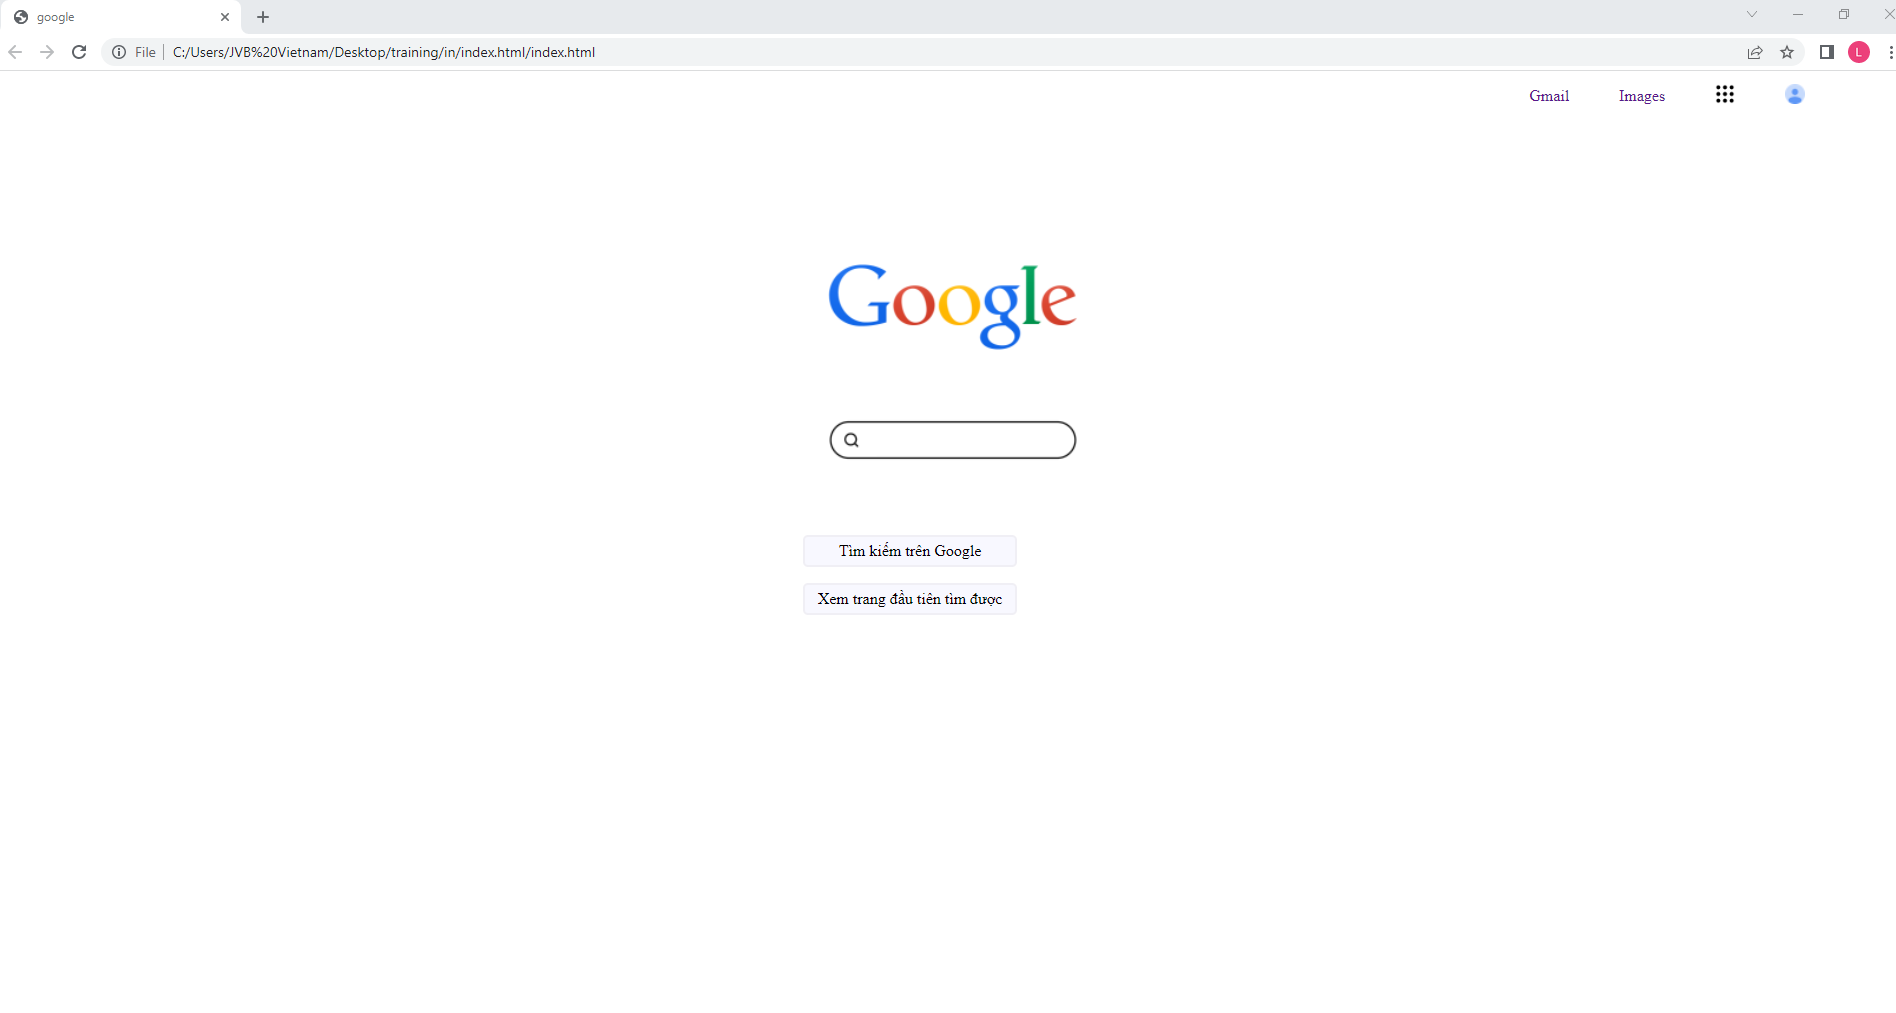 google
File C:/Users/JVB%20Vietnam/Desktop/training/in/index.html/index.html
L
Gmail Images
Google
Tìm kiếm trên Google
Xem trang đầu tiên tìm được